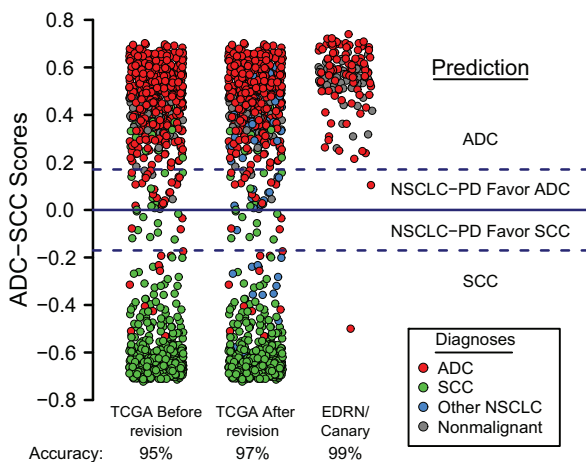 ADC−SCC Scores
0.8
0.6
0.4
0.2
0.0
−0.2
−0.4
−0.6
−0.8
Prediction
ADC
NSCLC−PD Favor ADC
NSCLC−PD Favor SCC
SCC
Diagnoses
ADC
SCC
Other NSCLC
Nonmalignant
TCGA Before
revision
TCGA After
revision
EDRN/
Canary
Accuracy: 95% 97% 99%